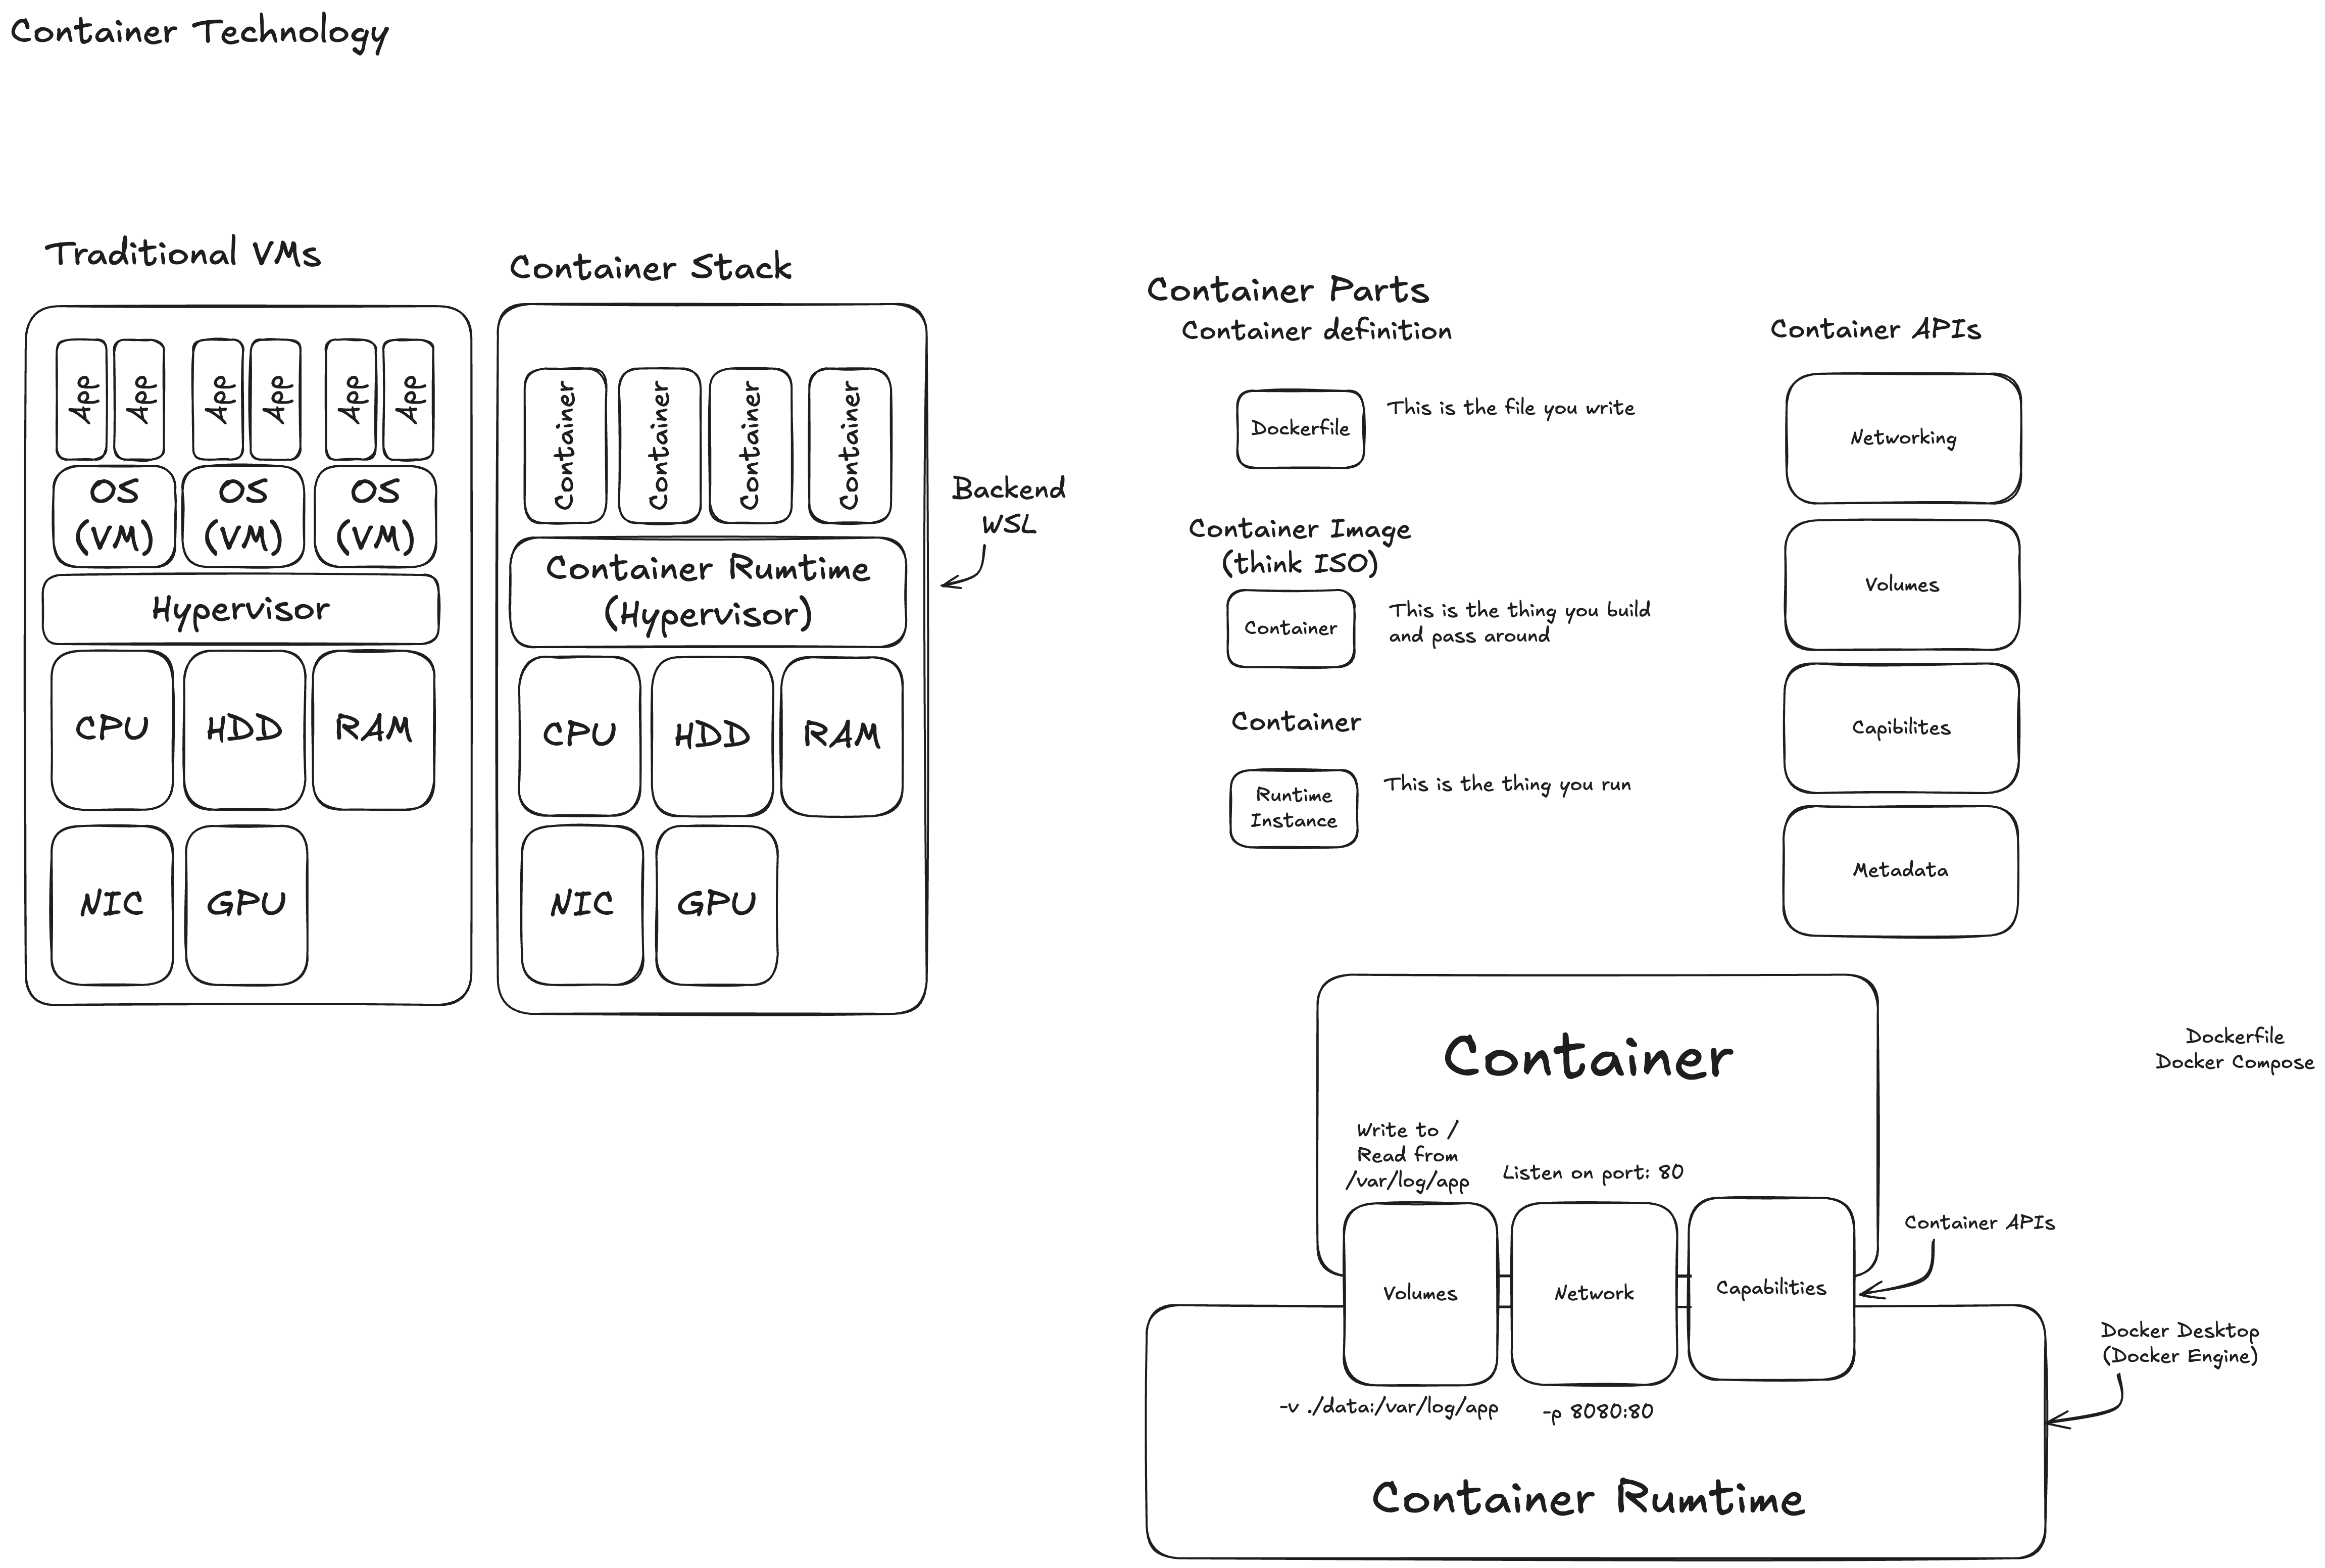 Container Technology
Traditional VMs
App
App
App
App
App
App
OS
(VM)
OS
(VM)
OS
(VM)
Hypervisor
CPU
HDD
RAM
NIC
GPU
Container Stack
Container
Container
Container
Container
Container Rumtime
(Hypervisor)
CPU
HDD
RAM
NIC
GPU
Backend
WSL
Container Parts
Container definition
Dockerfile
This is the file you write
Container Image
(think ISO)
Container
This is the thing you build
and pass around
Container
Runtime
Instance
This is the thing you run
Container APIs
Networking
Volumes
Capibilites
Metadata
Container
Write to /
Read from
/var/log/app
Listen on port: 80
Volumes
Network
Capabilities
Container APIs
-v ./data:/var/log/app
-p 8080:80
Container Rumtime
Docker Desktop
(Docker Engine)
Dockerfile
Docker Compose